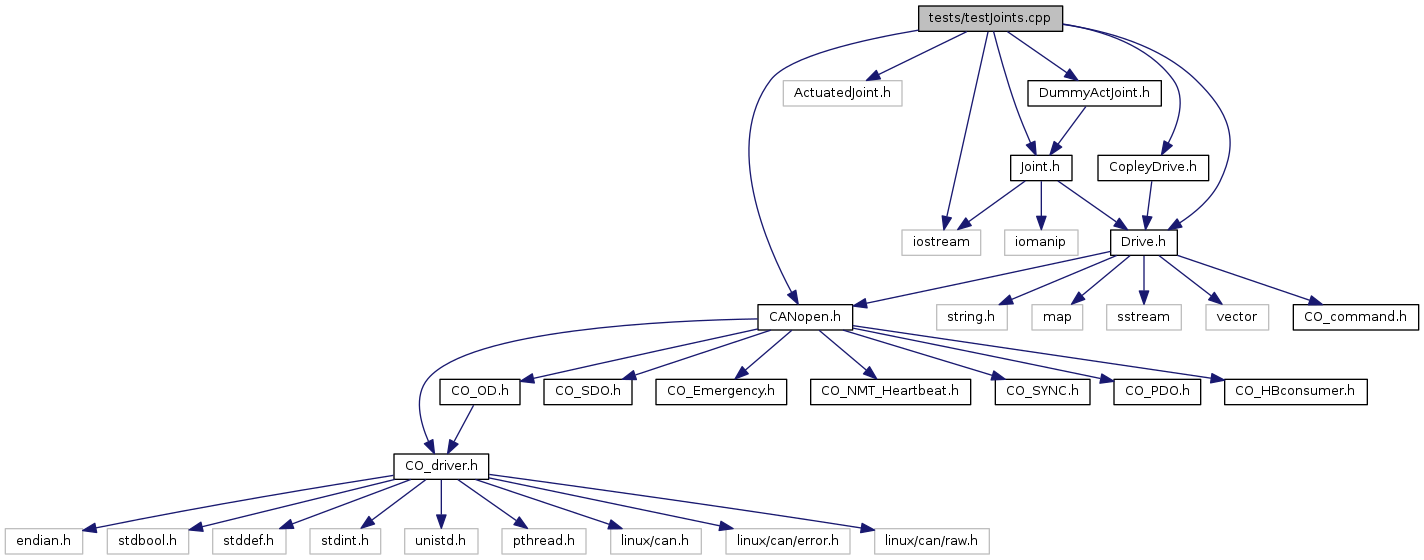 tests/testJoints.cpp
ActuatedJoint.h
DummyActJoint.h
Joint.h
CopleyDrive.h
iostream
iomanip
Drive.h
CANopen.h
string.h
map
sstream
vector
CO_command.h
CO_OD.h
CO_SDO.h
CO_Emergency.h
CO_NMT_Heartbeat.h
CO_SYNC.h
CO_PDO.h
CO_HBconsumer.h
CO_driver.h
endian.h
stdbool.h
stddef.h
stdint.h
unistd.h
pthread.h
linux/can.h
linux/can/error.h
linux/can/raw.h